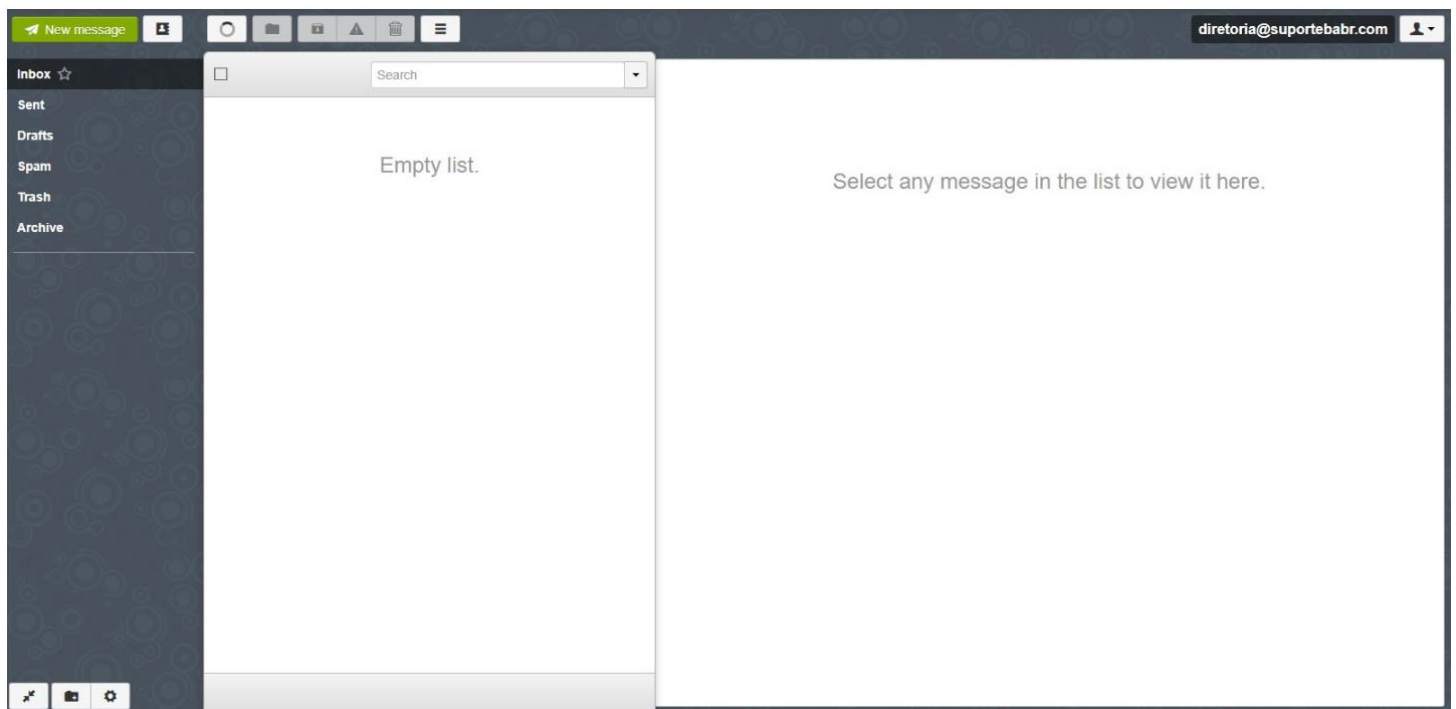 New message
diretoria@suportebabr.com
Inbox
Search
Sent
Drafts
Spam
Trash
Archive
Empty list.
Select any message in the list to view it here.